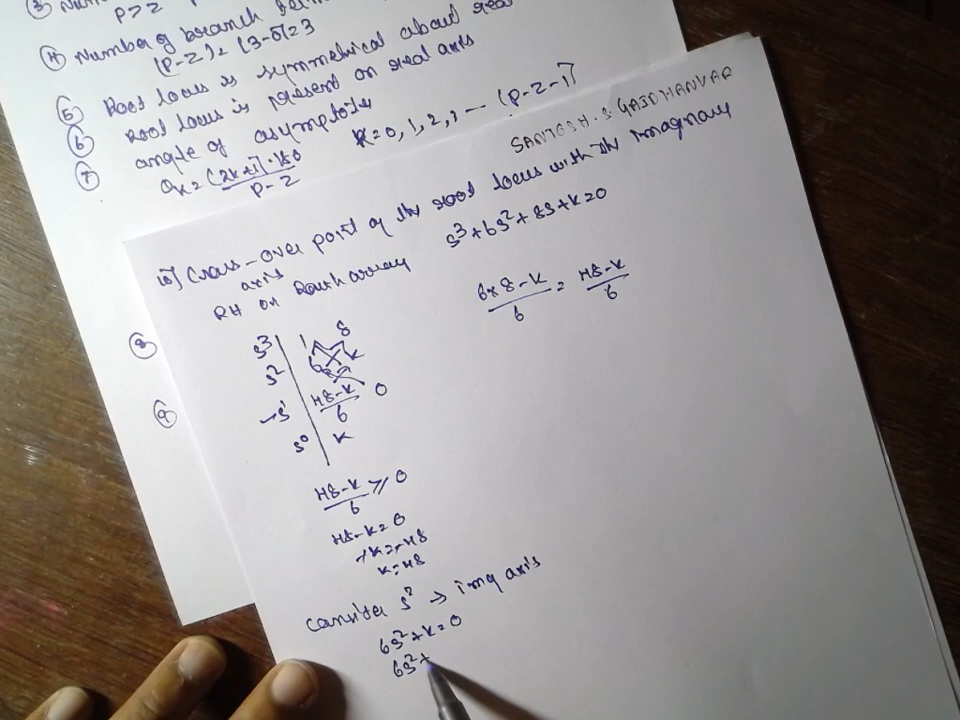 P>Z
④ Number of branch
(P-Z) = (3-0)=3
⑤ Root locus is symmetrical about real
⑥ Root locus is present on real axis
⑦ angle of asymptote
θk = (2k+1)·180 / P-Z
K=0, 1, 2, 3 --- (P-Z-1)
⑧
⑨
SANTOSH. S. GAJDHANKAR
10) Cross-over point of the root locus with the imaginary
axis
RH or Routh array
s³+6s²+8s+k=0
6×8-k / 6 = 48-k / 6
s³ | 1 8
s² | 6 k
s¹ | 48-k / 6 0
s⁰ | k
48-k / 6 ≥ 0
48-k=0
-k=-48
k=48
Consider s² → img axis
6s²+k=0
6s²+